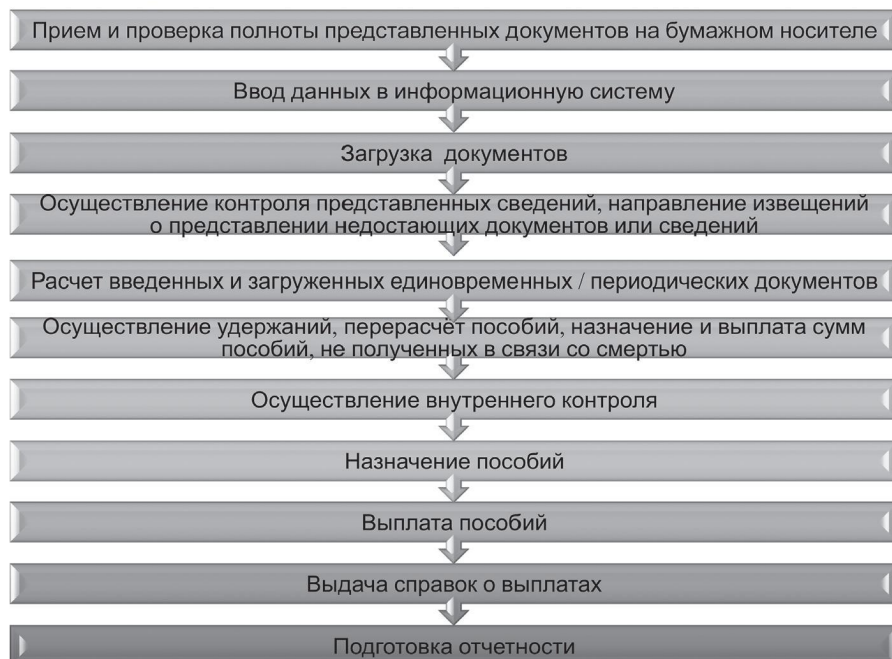 Прием и проверка полноты представленных документов на бумажном носителе
Ввод данных в информационную систему
Загрузка документов
Осуществление контроля представленных сведений, направление извещений
о представлении недостающих документов или сведений
Расчет введенных и загруженных единовременных / периодических документов
Осуществление удержаний, перерасчёт пособий, назначение и выплата сумм
пособий, не полученных в связи со смертью
Осуществление внутреннего контроля
Назначение пособий
Выплата пособий
Выдача справок о выплатах
Подготовка отчетности